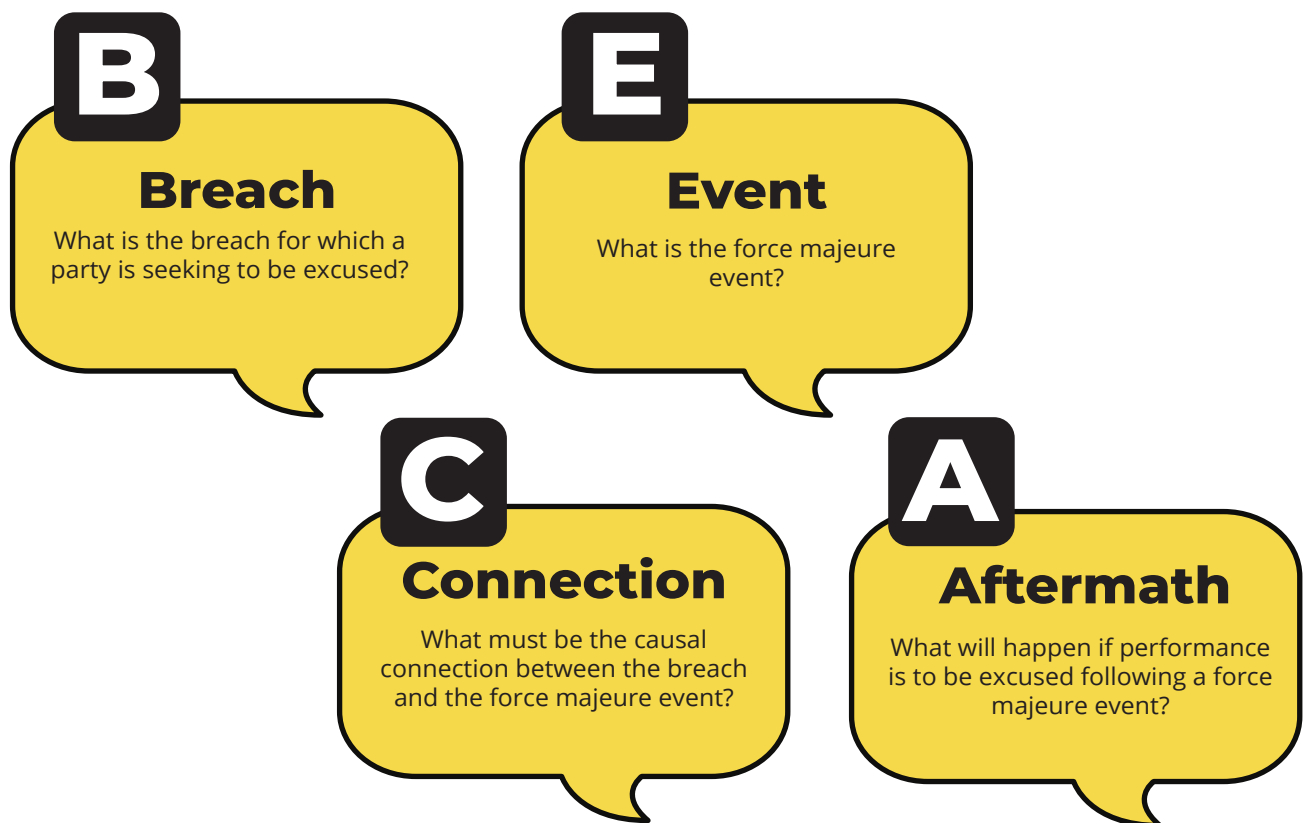 B
Breach
What is the breach for which a
party is seeking to be excused?
E
Event
What is the force majeure
event?
C
Connection
What must be the causal
connection between the breach
and the force majeure event?
A
Aftermath
What will happen if performance
is to be excused following a force
majeure event?